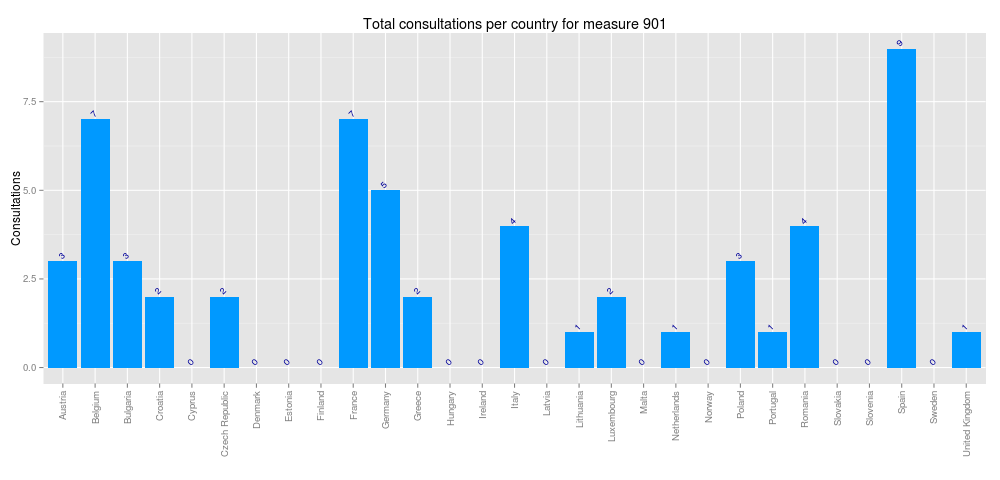 Total consultations per country for measure 901
Consultations
7.5
5.0
2.5
0.0
3
7
3
2
0
2
0
0
0
7
5
2
0
0
4
0
1
2
0
1
0
3
1
4
0
0
9
0
1
Austria
Belgium
Bulgaria
Croatia
Cyprus
Czech Republic
Denmark
Estonia
Finland
France
Germany
Greece
Hungary
Ireland
Italy
Latvia
Lithuania
Luxembourg
Malta
Netherlands
Norway
Poland
Portugal
Romania
Slovakia
Slovenia
Spain
Sweden
United Kingdom